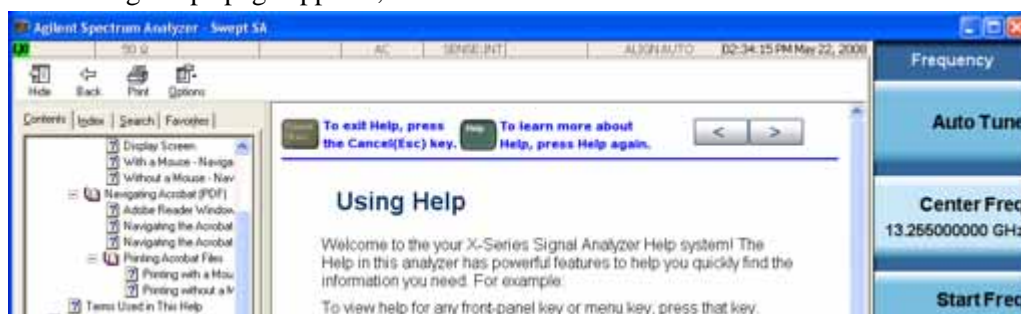 Agilent Spectrum Analyzer - Swept SA
50 Ω AC SENSE:INT ALIGN AUTO 02:34:15 PM May 22, 2008
Frequency
Hide Back Print Options
Contents Index Search Favorites
To exit Help, press the Cancel(Esc) key.
Help To learn more about Help, press Help again.
< >
Auto Tune
Display Screen
With a Mouse - Naviga
Without a Mouse - Nav
Navigating Acrobat (PDF)
Adobe Reader Window
Navigating the Acrobat
Navigating the Acrobat
Printing Acrobat Files
Printing with a Mou
Printing without a M
Terms Used in This Help
Using Help
Welcome to the your X-Series Signal Analyzer Help system! The
Help in this analyzer has powerful features to help you quickly find the
information you need. For example:
To view help for any front-panel key or menu key, press that key.
Center Freq
13.255000000 GHz
Start Freq